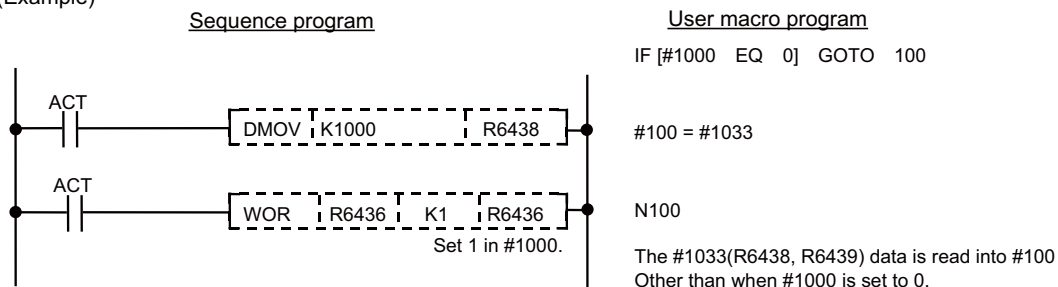 (Example)
Sequence program
User macro program
IF [#1000 EQ 0] GOTO 100
ACT
DMOV K1000 R6438
#100 = #1033
ACT
WOR R6436 K1 R6436
N100
Set 1 in #1000.
The #1033(R6438, R6439) data is read into #100
Other than when #1000 is set to 0.